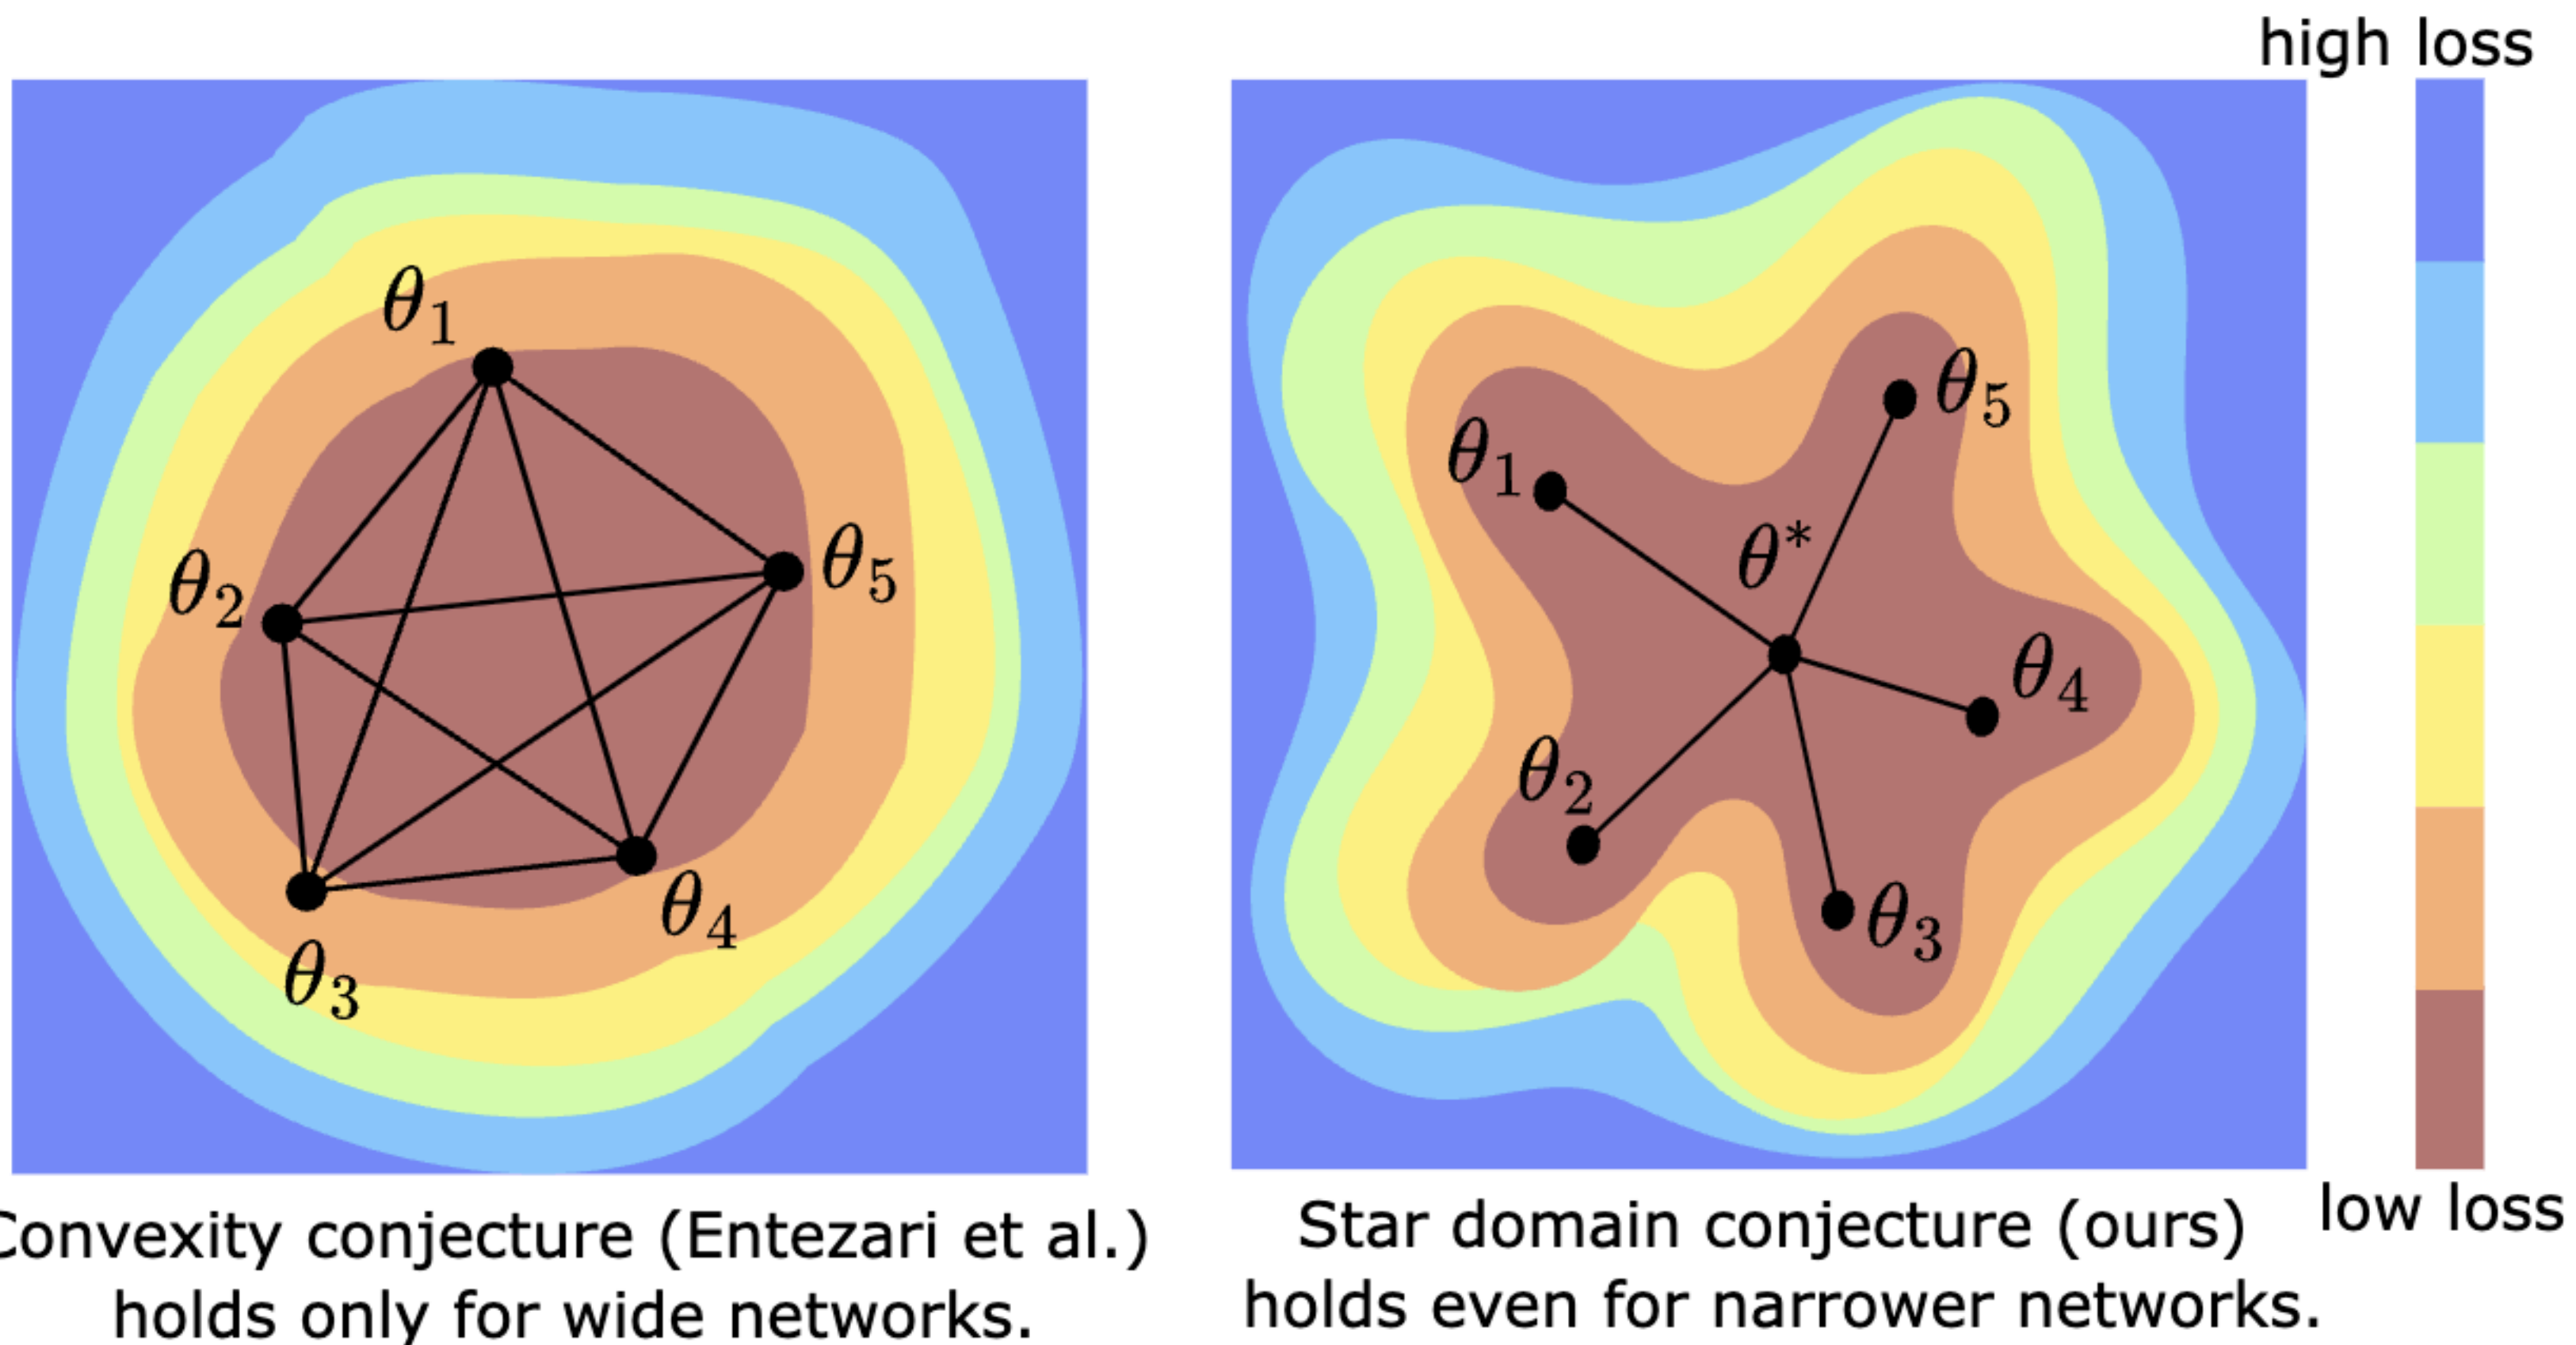 high loss
θ₁
θ₂
θ₅
θ₄
θ₃
θ₅
θ₁
θ*
θ₄
θ₂
θ₃
low loss
Convexity conjecture (Entezari et al.)
holds only for wide networks.
Star domain conjecture (ours)
holds even for narrower networks.